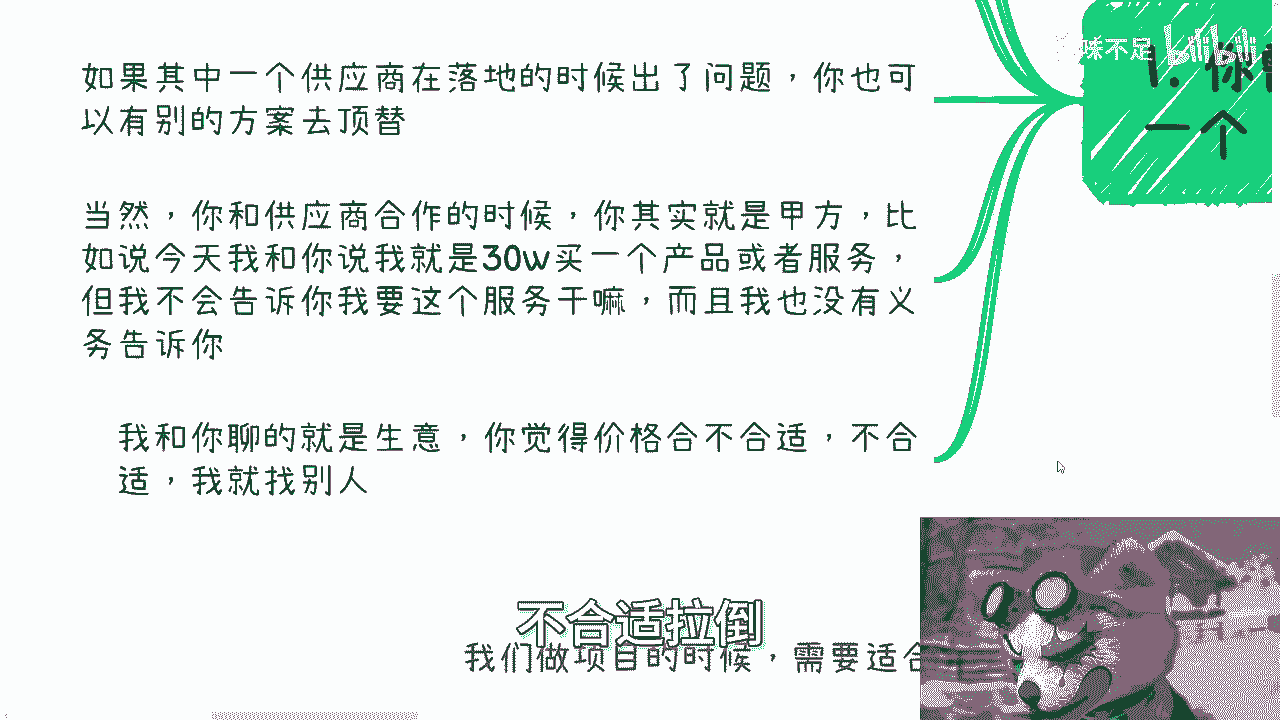 如果其中一个供应商在落地的时候出了问题，你也可
以有别的方案去顶替
当然，你和供应商合作的时候，你其实就是甲方，比
如说今天我和你说我就是30w买一个产品或者服务，
但我不会告诉你我要这个服务干嘛，而且我也没有义
务告诉你
我和你聊的就是生意，你觉得价格合不合适，不合
适，我就找别人
不合适拉倒
我们做项目的时候，需要适合
味不足 bilibili
1. 你
一个